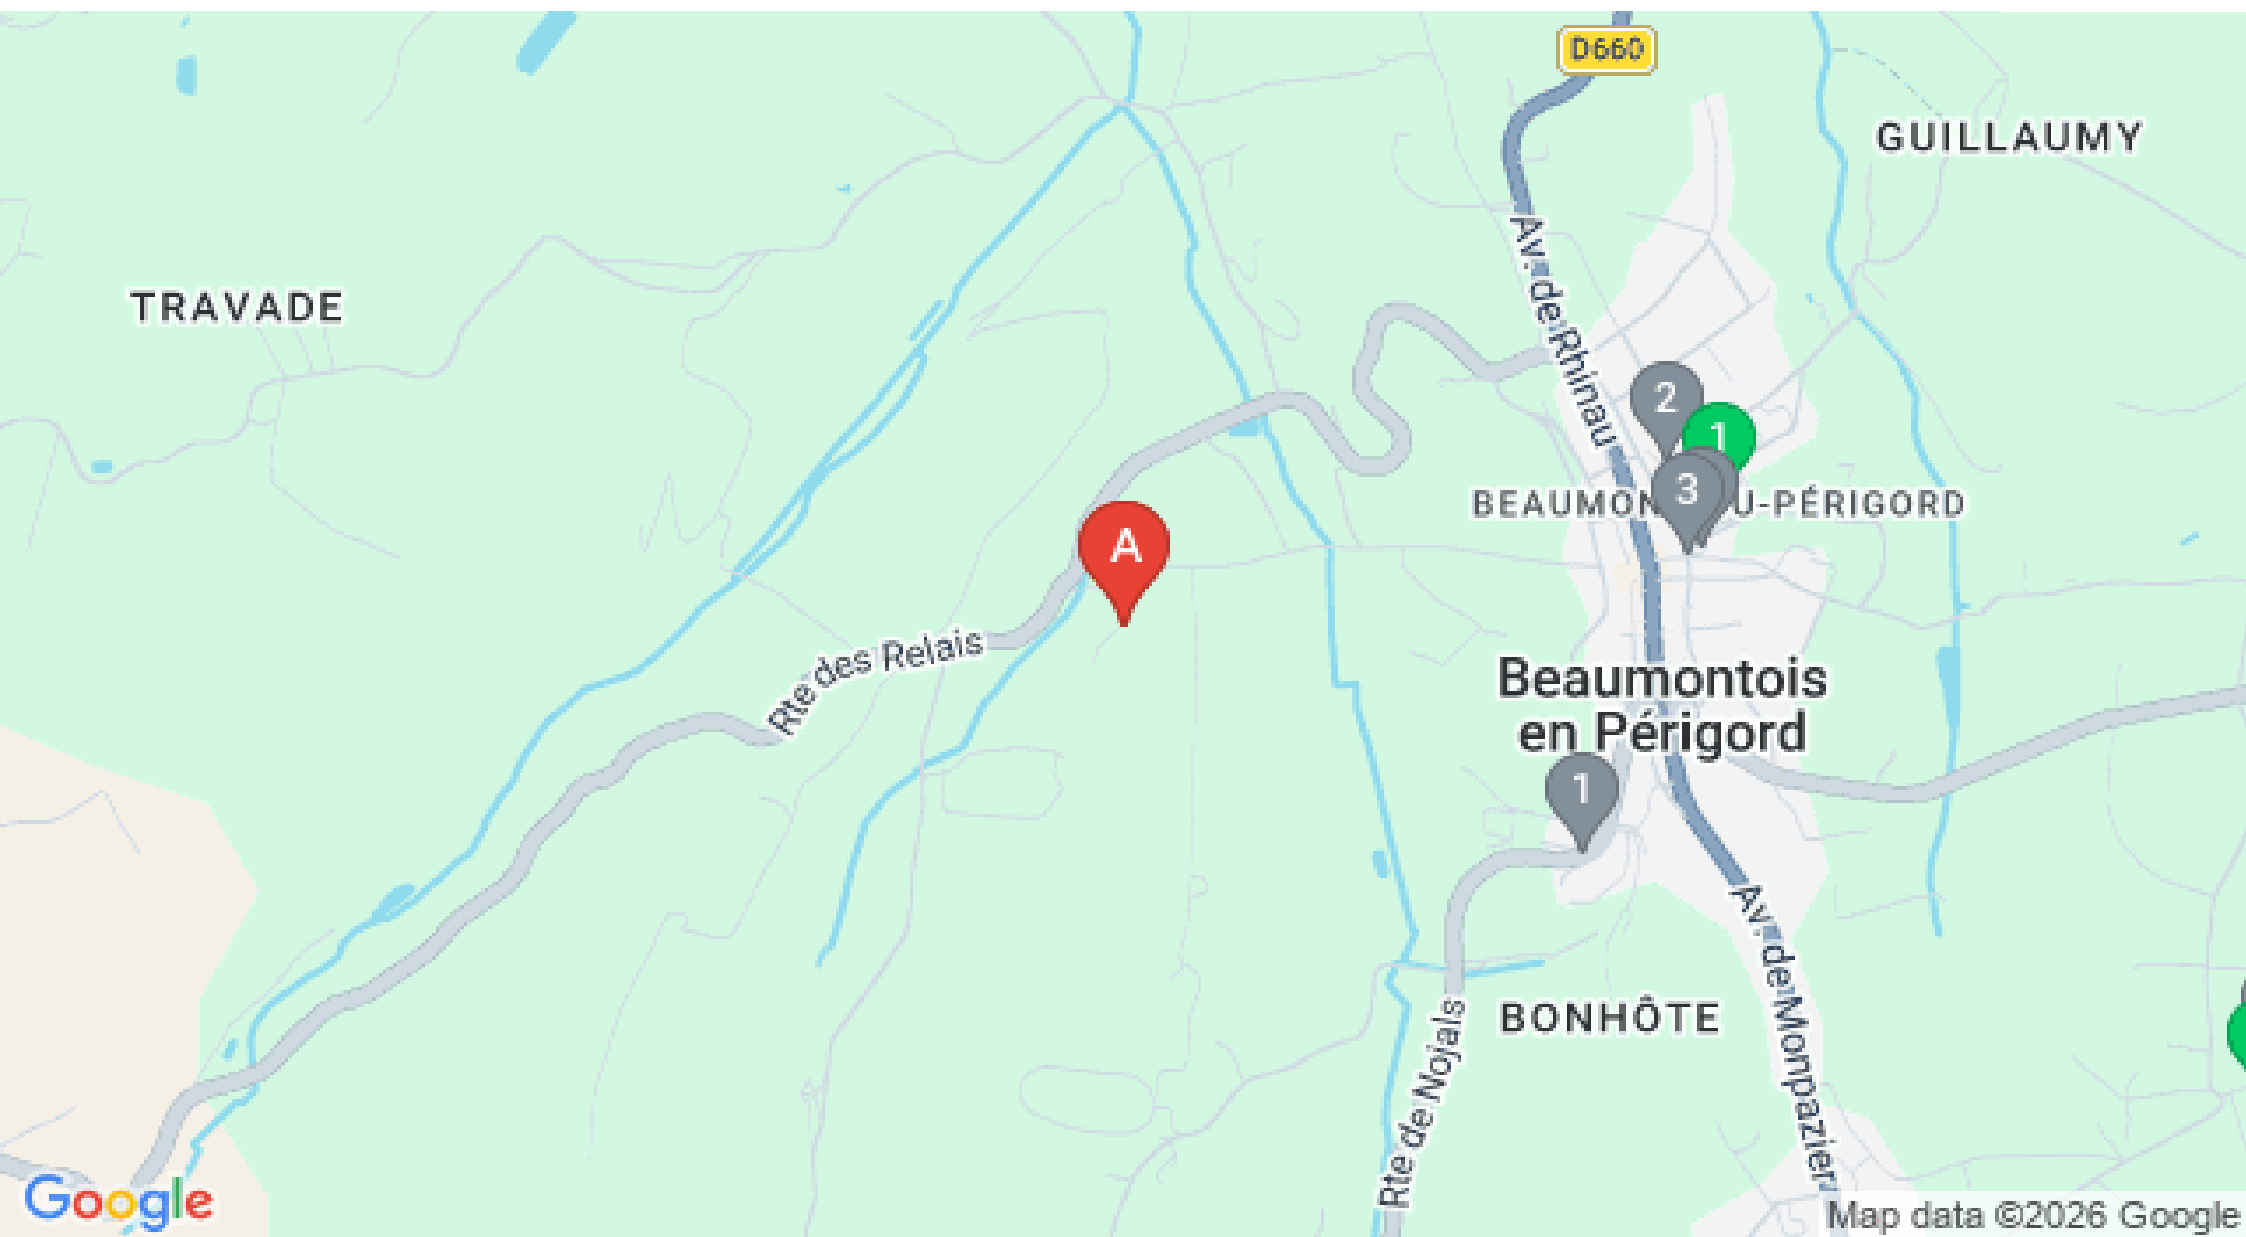 D660
GUILLAUMY
TRAVADE
Av. de Rhinau
2
1
3
BEAUMON
U-PÉRIGORD
A
Rte des Relais
Beaumontois
en Périgord
1
Av. de Monpazier
BONHÔTE
Rte de Nojals
Google
Map data ©2026 Google